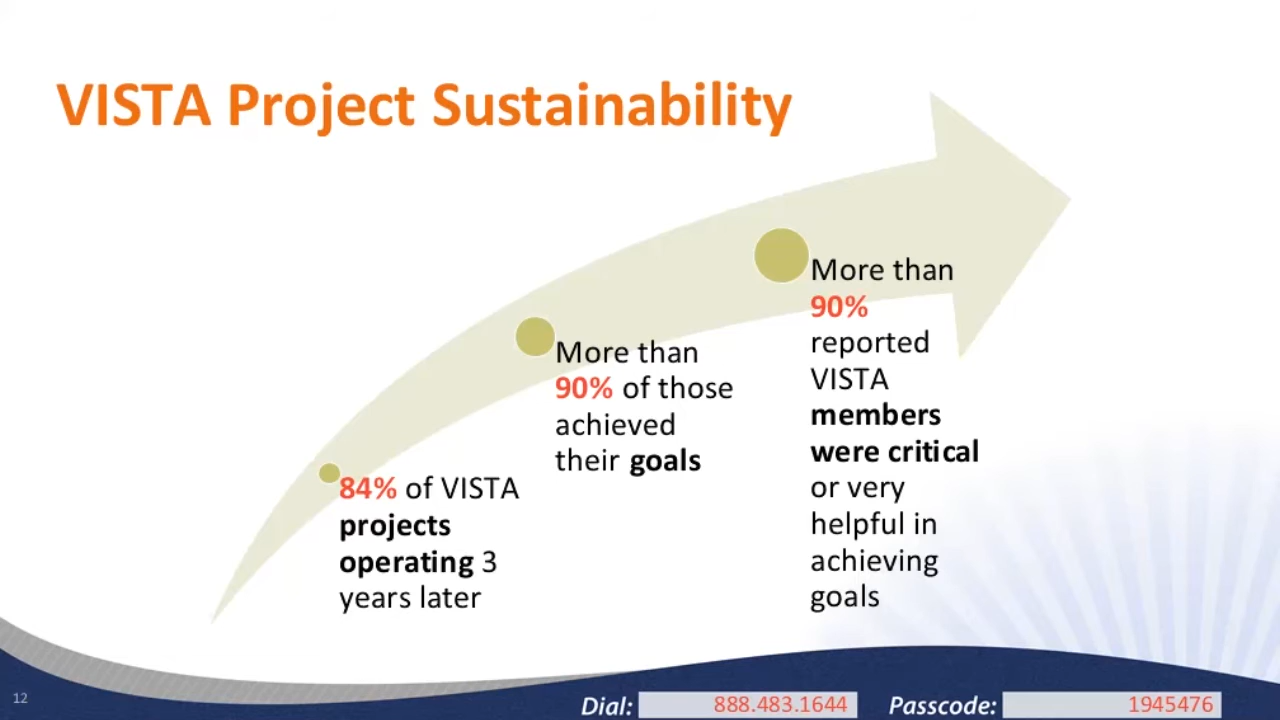 VISTA Project Sustainability
84% of VISTA
projects
operating 3
years later
More than
90% of those
achieved
their goals
More than
90%
reported
VISTA
members
were critical
or very
helpful in
achieving
goals
12
Dial: 888.483.1644 Passcode: 1945476